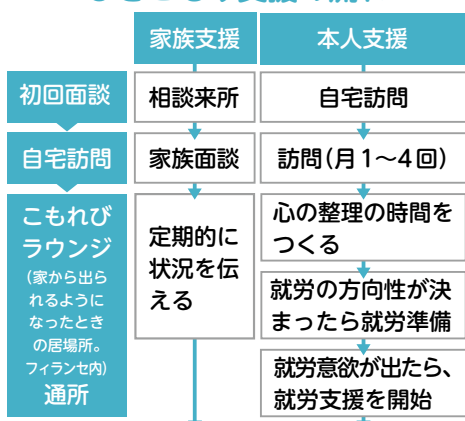 家族支援
本人支援
初回面談
相談来所
自宅訪問
自宅訪問
家族面談
訪問(月1〜4回)
こもれび
ラウンジ
(家から出ら
れるように
なったとき
の居場所。
フィランセ内)
通所
定期的に
状況を伝
える
心の整理の時間を
つくる
就労の方向性が決
まったら就労準備
就労意欲が出たら、
就労支援を開始